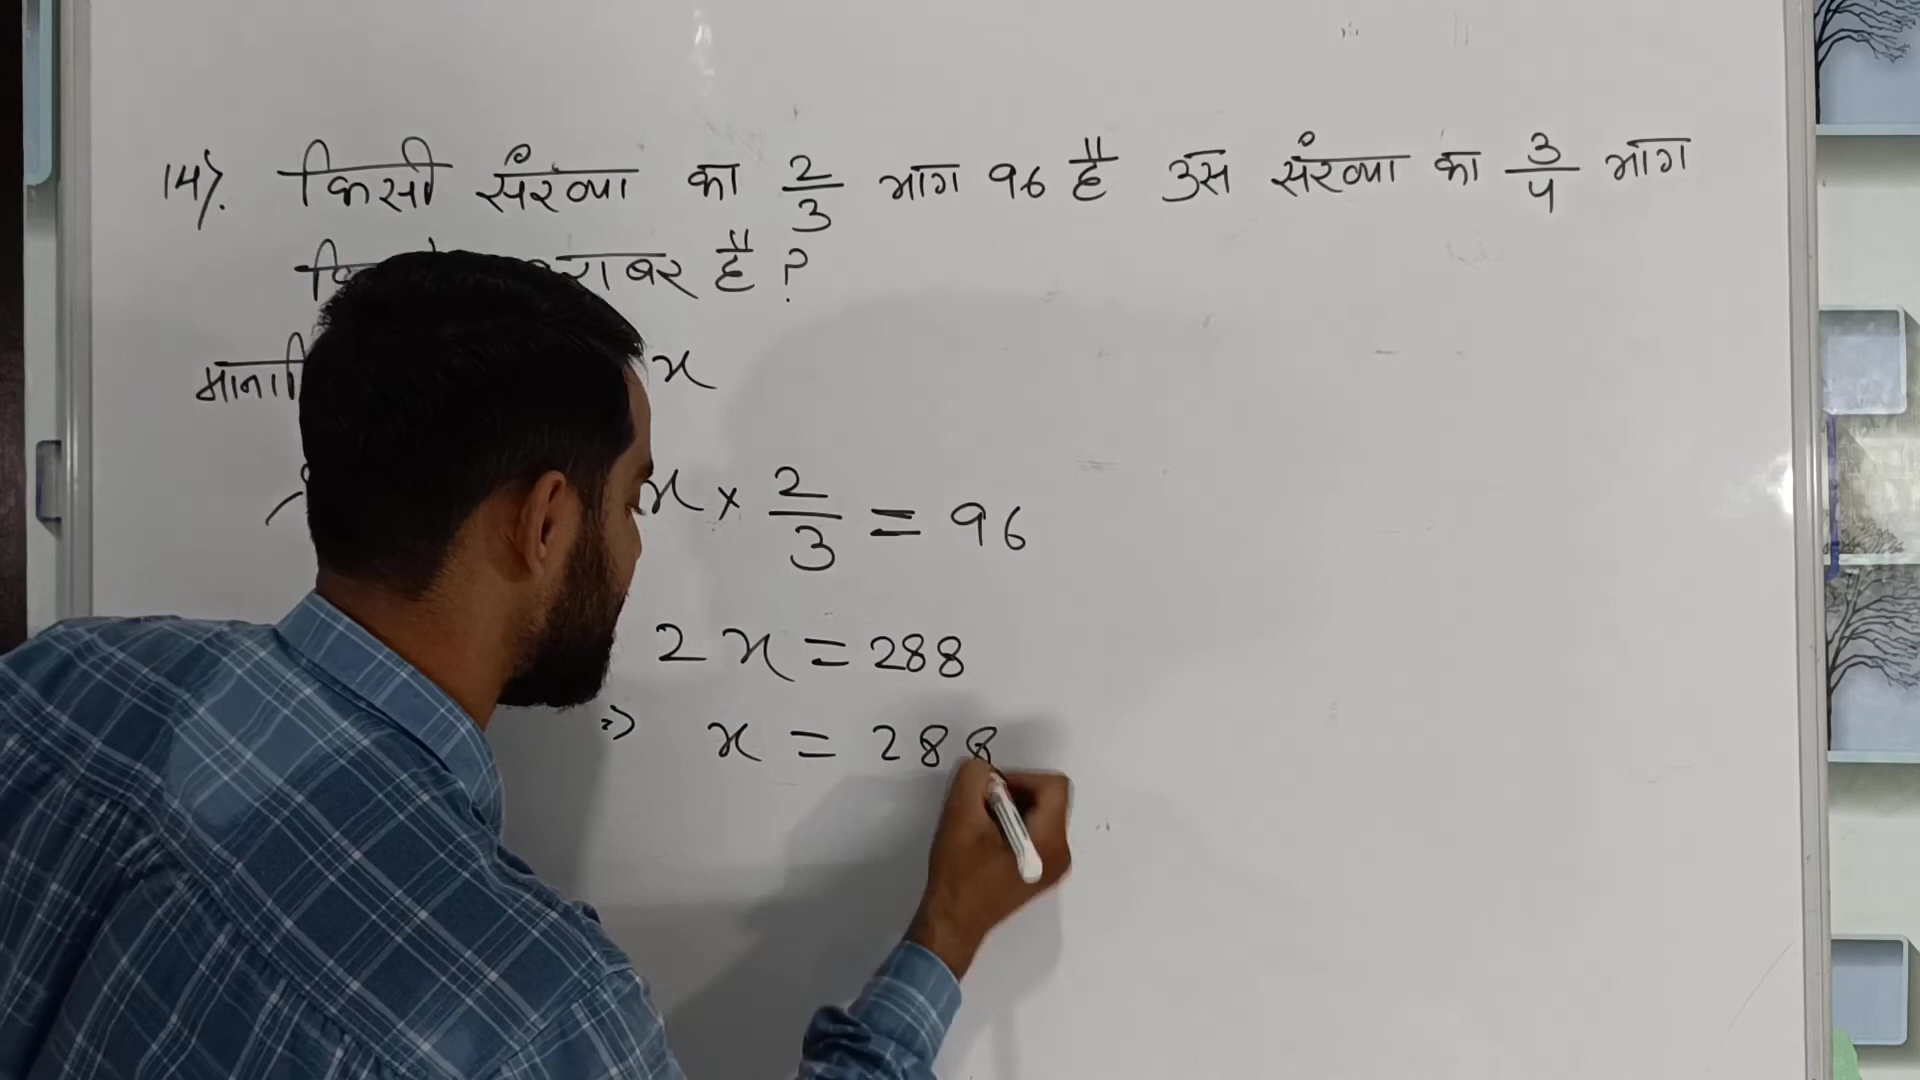 14). किसी संख्या का 2/3 भाग 96 है उस संख्या का 3/4 भाग
बराबर है ?
x
x × 2/3 = 96
2x = 288
=> x = 288